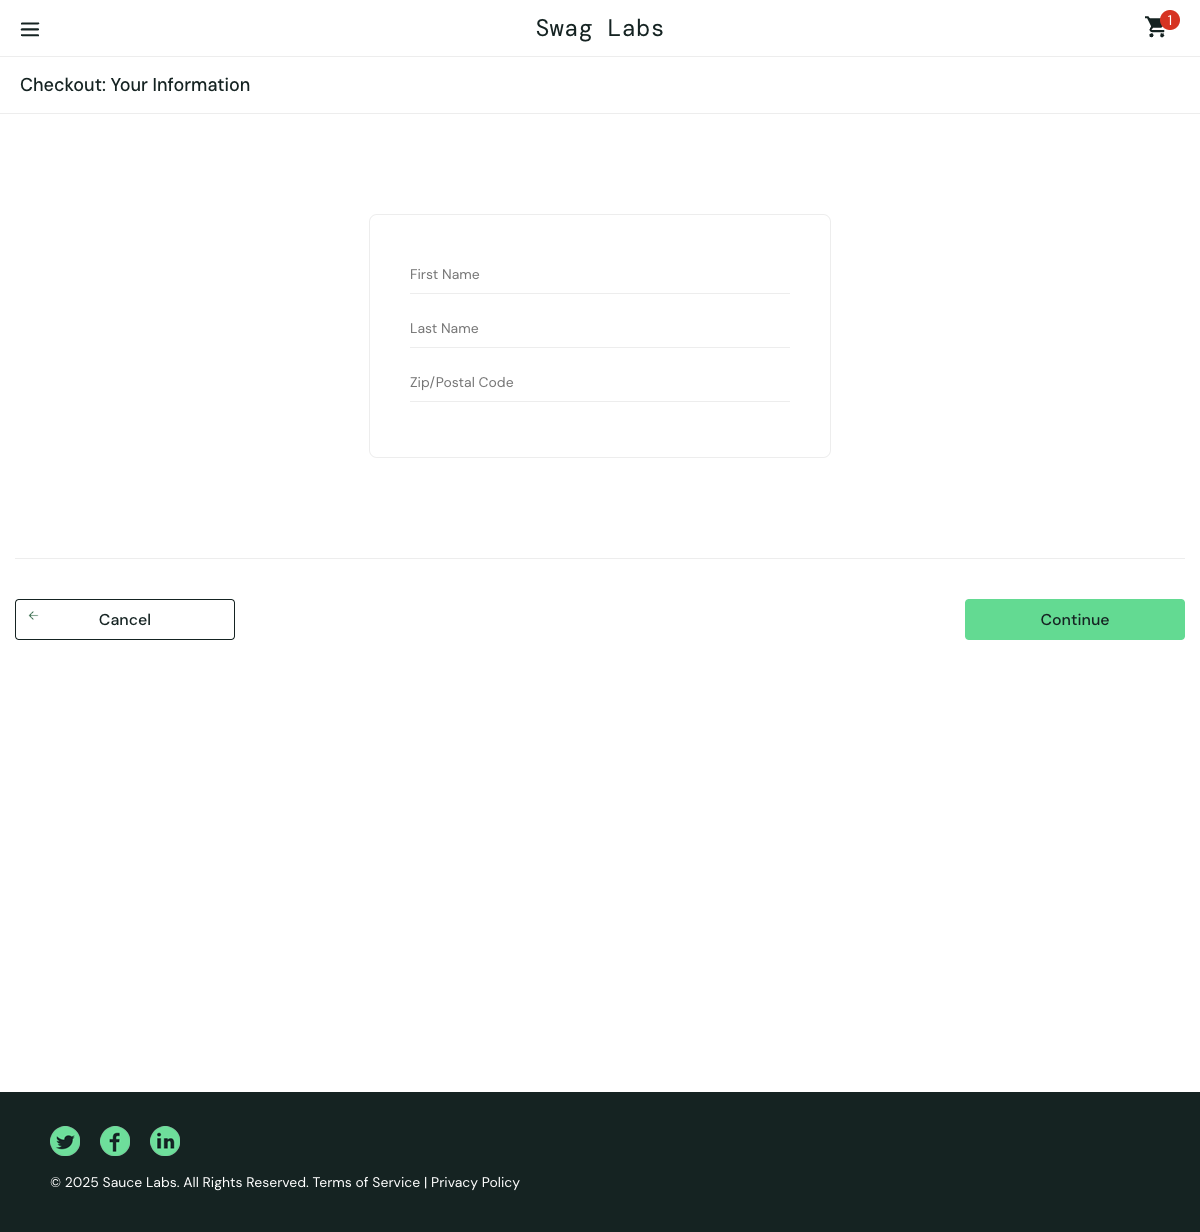 Swag Labs
1
Checkout: Your Information
First Name
Last Name
Zip/Postal Code
Cancel
Continue
© 2025 Sauce Labs. All Rights Reserved. Terms of Service | Privacy Policy